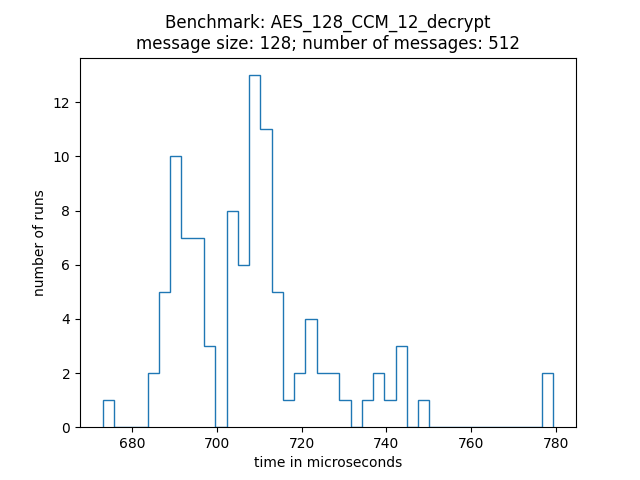 Benchmark: AES_128_CCM_12_decrypt
message size: 128; number of messages: 512
12
10
8
6
4
2
0
number of runs
680 700 720 740 760 780
time in microseconds